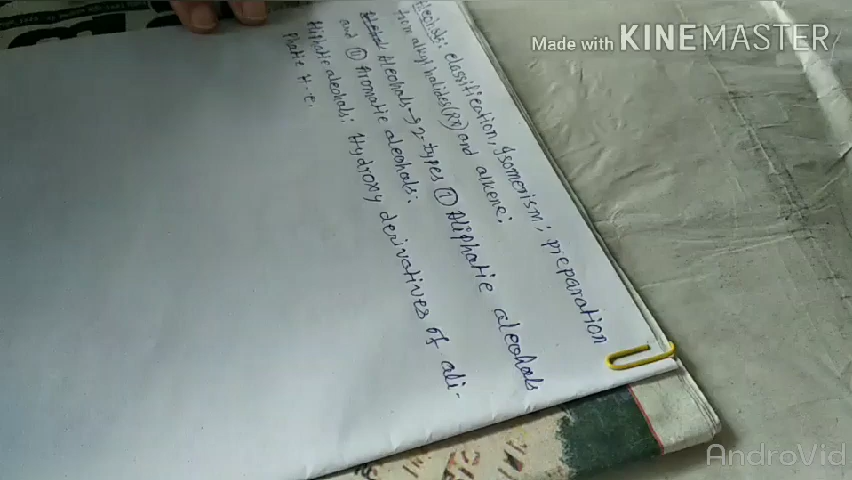 Made with KINEMASTER
Alcohols: classification, Isomerism; preparation
from alkyl halides(RX) and alkene;
Alcohols → 2-types ① Aliphatic alcohols
and ② Aromatic alcohols:
Aliphatic alcohols: Hydroxy derivatives of ali-
phatic H-C.
AndroVid